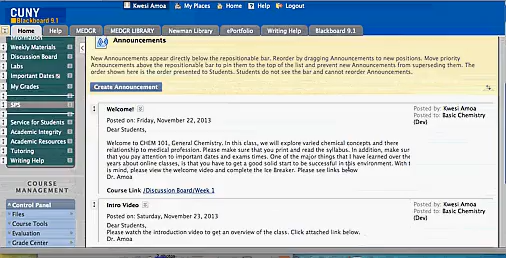 CUNY
Blackboard 9.1
Kwesi Amoa My Places Home Help Logout
Home Help MEDGR MEDGR LIBRARY Newman Library ePortfolio Writing Help Blackboard 9.1
Information
Weekly Materials
Discussion Board
Labs
Important Dates
My Grades
SPS
Service for Students
Academic Integrity
Academic Resources
Tutoring
Writing Help
COURSE
MANAGEMENT
Control Panel
Files
Course Tools
Evaluation
Grade Center
Announcements
New Announcements appear directly below the repositionable bar. Reorder by dragging Announcements to new positions. Move priority
Announcements above the repositionable bar to pin them to the top of the list and prevent new Announcements from superseding them. The
order shown here is the order presented to Students. Students do not see the bar and cannot reorder Announcements.
Create Announcement
Welcome!
Posted on: Friday, November 22, 2013
Posted by: Kwesi Amoa
Posted to: Basic Chemistry
(Dev)
Dear Students,
Welcome to CHEM 101, General Chemistry. In this class, we will explore varied chemical concepts and there
relationship to medical profession. Please make sure that you print and read the syllabus. In addition, make sur
that you pay attention to important dates and exams times. One of the major things that I have learned over the
years about online classes, is that you have to get a good solid start to be successful in this environment. With t
is mind, please view the welcome video and complete the Ice Breaker. Please see links below
Dr. Amoa
Course Link /Discussion Board/Week 1
Intro Video
Posted on: Saturday, November 23, 2013
Posted by: Kwesi Amoa
Posted to: Basic Chemistry
(Dev)
Dear Students,
Please watch the introduction video to get an overview of the class. Click attached link below.
Dr. Amoa